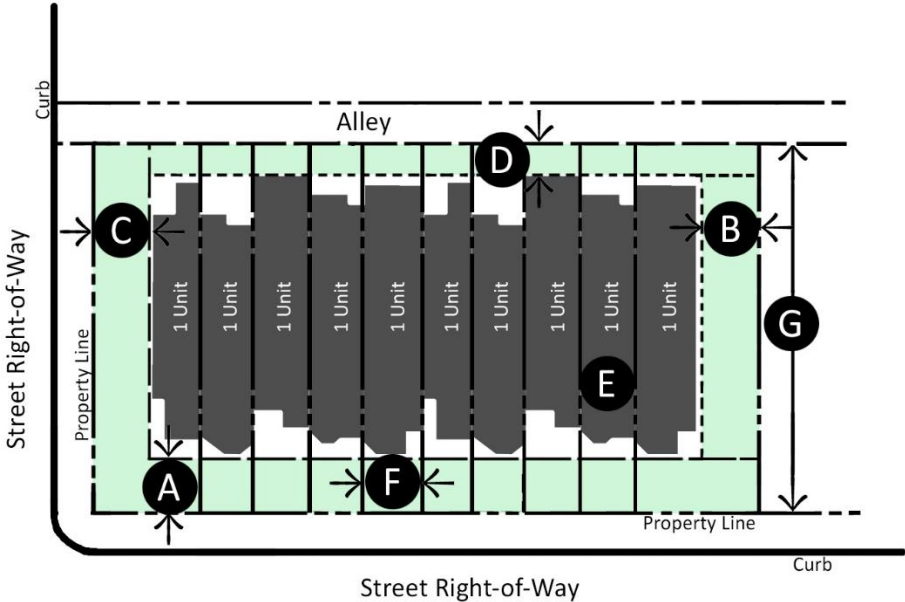 Curb
Alley
D
C
B
1 Unit
1 Unit
1 Unit
1 Unit
1 Unit
1 Unit
1 Unit
1 Unit
1 Unit
1 Unit
G
Street Right-of-Way
Property Line
E
A
F
Property Line
Curb
Street Right-of-Way